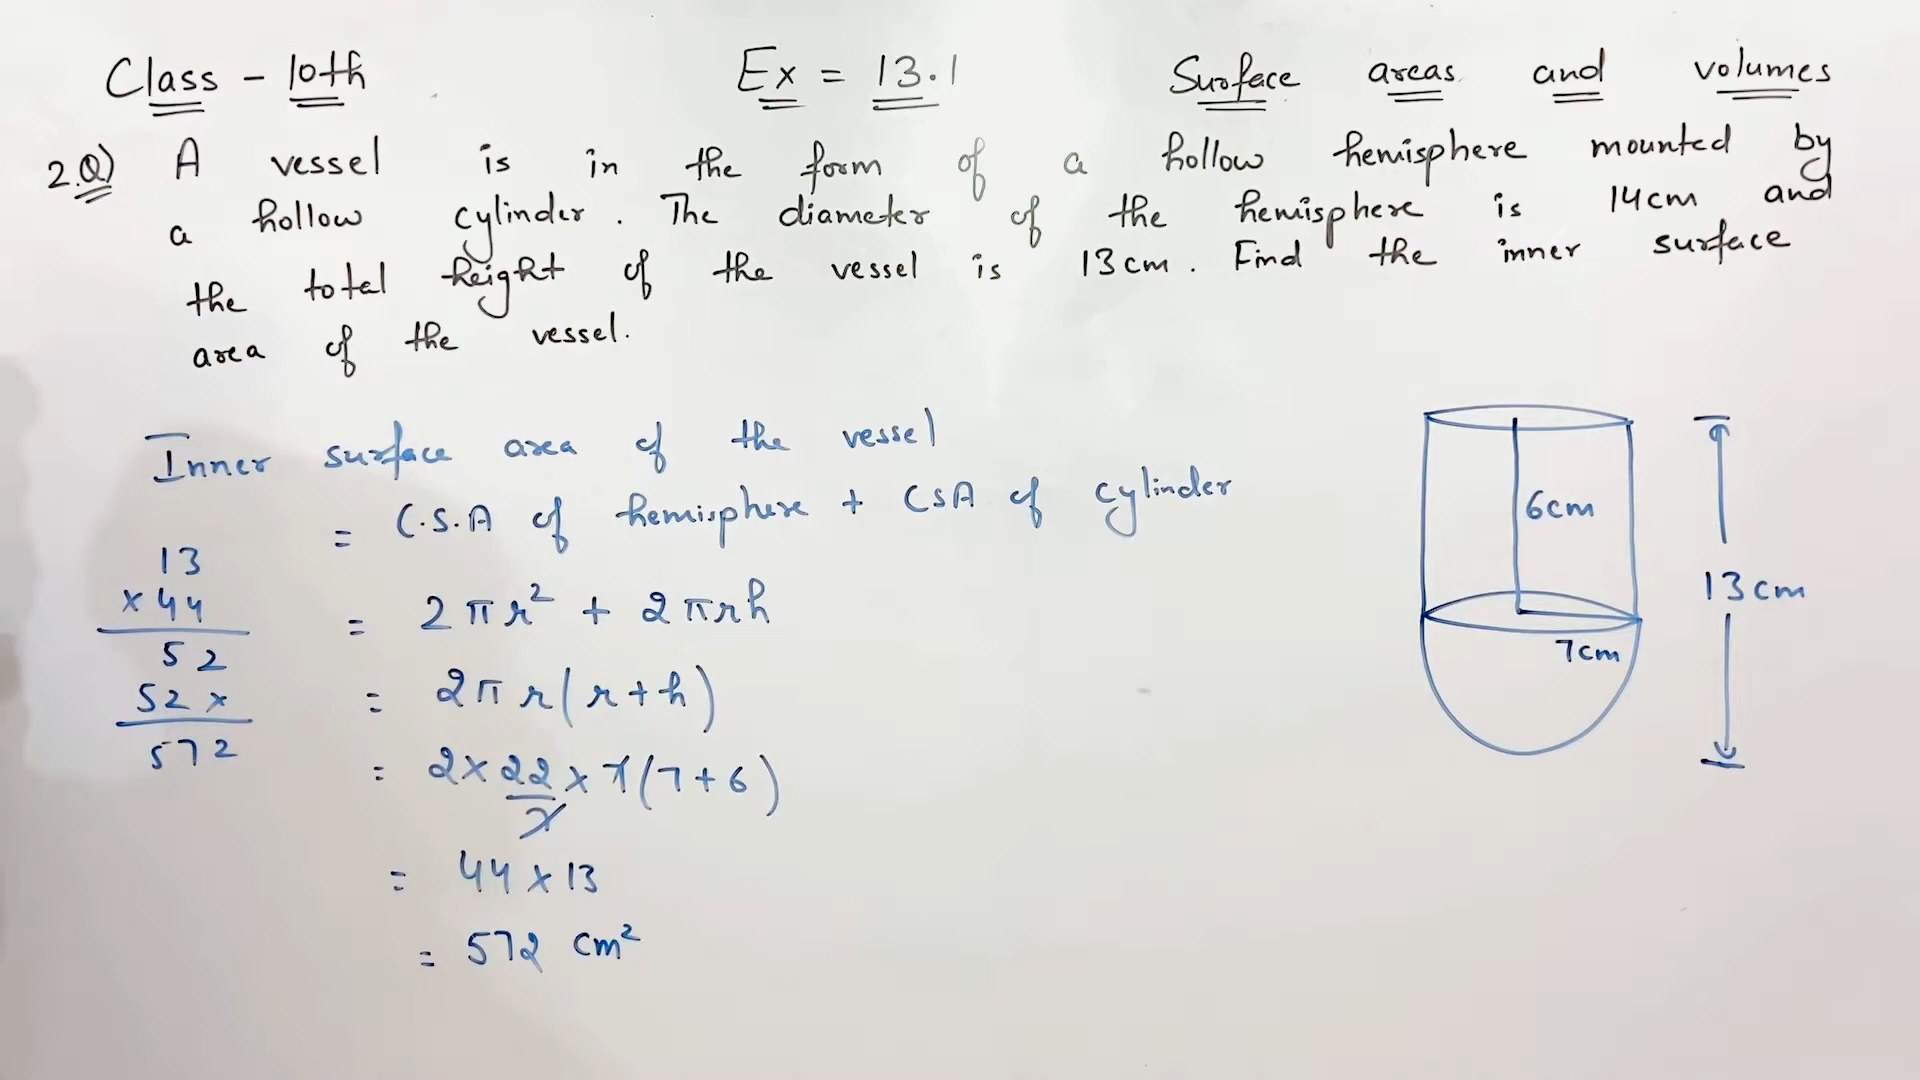 Class - 10th Ex = 13.1 Surface areas and volumes
2.Q) A vessel is in the form of a hollow hemisphere mounted by
a hollow cylinder. The diameter of the hemisphere is 14cm and
the total height of the vessel is 13cm. Find the inner surface
area of the vessel.
Inner surface area of the vessel
= C.S.A of hemisphere + CSA of cylinder
= 2πr² + 2πrh
= 2πr(r+h)
= 2 × 22/7 × 7(7+6)
= 44 × 13
= 572 cm²
13
×44
52
52×
572
6cm
7cm
13cm